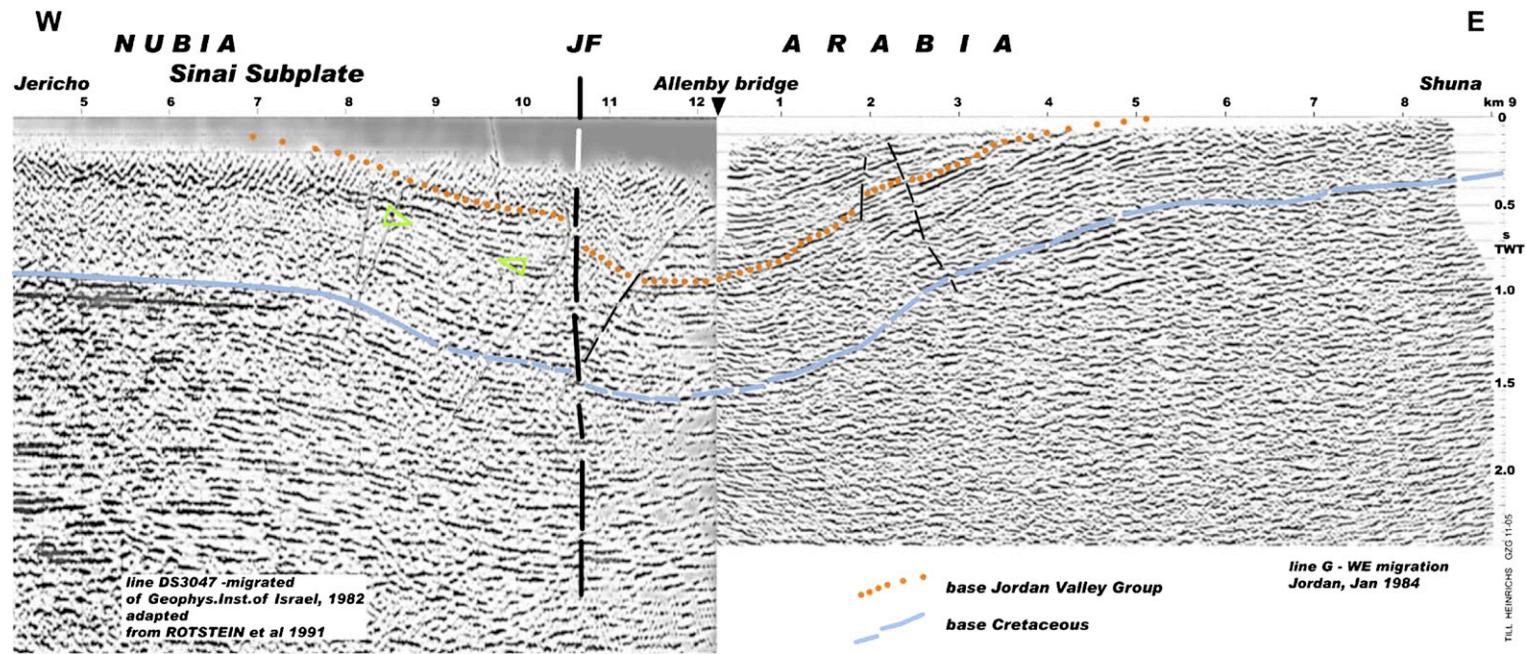 W
E
N U B I A
JF
A R A B I A
Sinai Subplate
Jericho
Allenby bridge
Shuna
5 6 7 8 9 10 11 12 1 2 3 4 5 6 7 8 km 9
0
0.5
s
TWT
1.0
1.5
2.0
line DS3047 -migrated
of Geophys.Inst.of Israel, 1982
adapted
from ROTSTEIN et al 1991
base Jordan Valley Group
base Cretaceous
line G - WE migration
Jordan, Jan 1984
TILL HEINRICHS GZG 11-05